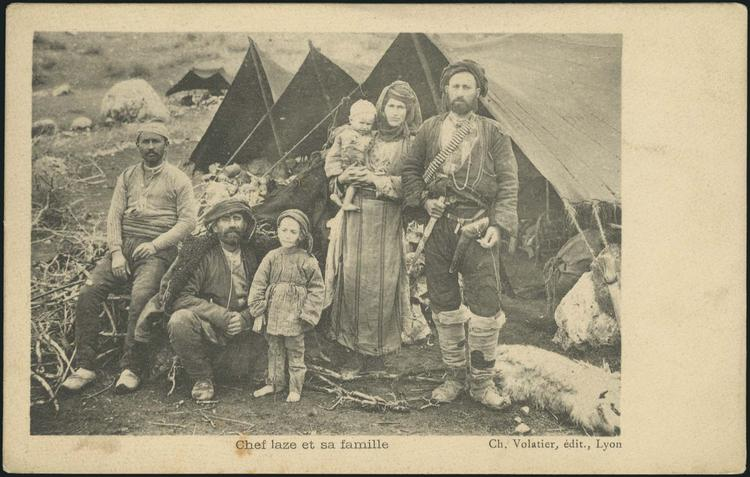 Chef laze et sa famille
Ch. Volatier, édit., Lyon